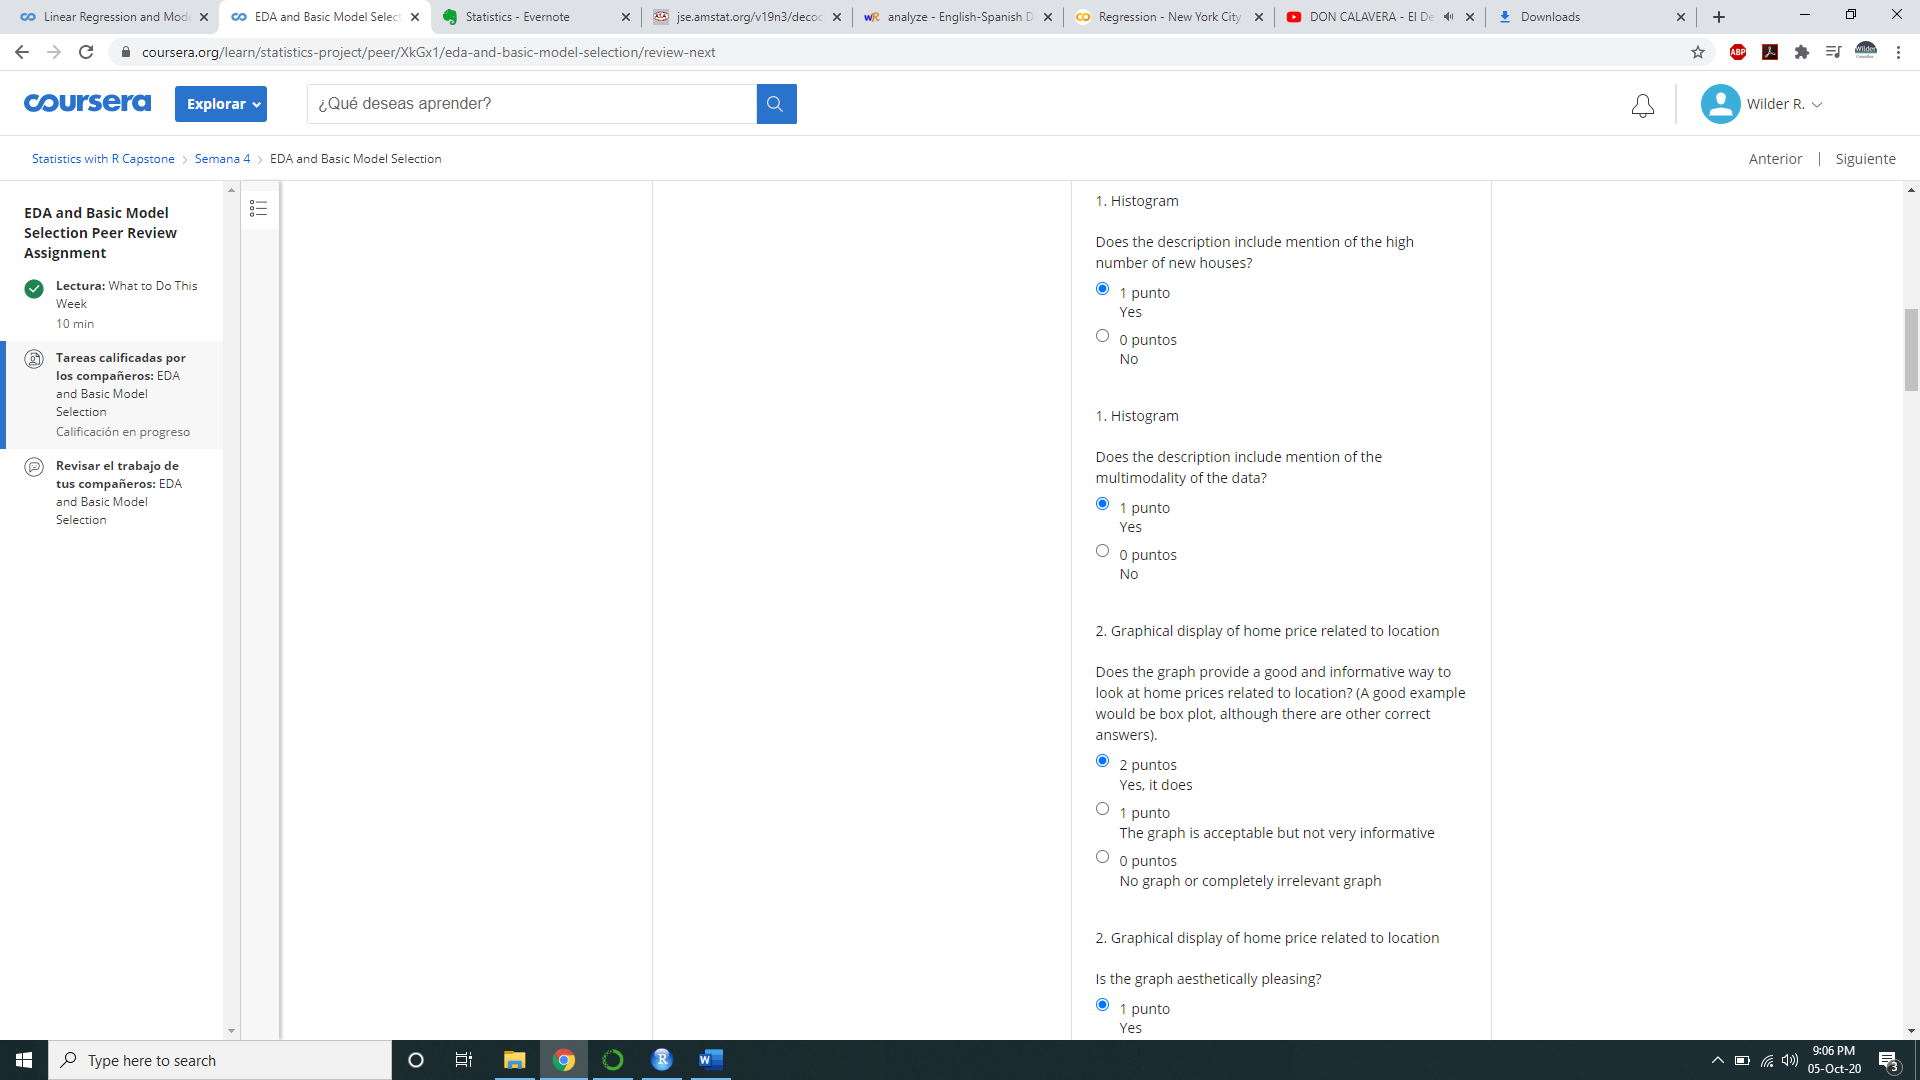 Linear Regression and Mod
EDA and Basic Model Select
Statistics - Evernote
jse.amstat.org/v19n3/decoc
analyze - English-Spanish D
Regression - New York City
DON CALAVERA - El De
Downloads
coursera.org/learn/statistics-project/peer/XkGx1/eda-and-basic-model-selection/review-next
ABP
coursera
Explorar
¿Qué deseas aprender?
Wilder R.
Statistics with R Capstone
Semana 4
EDA and Basic Model Selection
Anterior
Siguiente
EDA and Basic Model
Selection Peer Review
Assignment
Lectura: What to Do This
Week
10 min
Tareas calificadas por
los compañeros: EDA
and Basic Model
Selection
Calificación en progreso
Revisar el trabajo de
tus compañeros: EDA
and Basic Model
Selection
1. Histogram
Does the description include mention of the high
number of new houses?
1 punto
Yes
0 puntos
No
1. Histogram
Does the description include mention of the
multimodality of the data?
1 punto
Yes
0 puntos
No
2. Graphical display of home price related to location
Does the graph provide a good and informative way to
look at home prices related to location? (A good example
would be box plot, although there are other correct
answers).
2 puntos
Yes, it does
1 punto
The graph is acceptable but not very informative
0 puntos
No graph or completely irrelevant graph
2. Graphical display of home price related to location
Is the graph aesthetically pleasing?
1 punto
Yes
Type here to search
9:06 PM
05-Oct-20
3